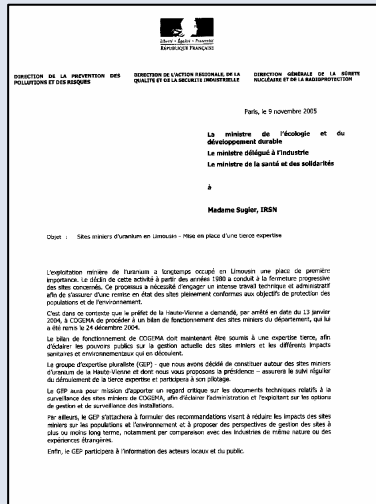 Liberté • Égalité • Fraternité
RÉPUBLIQUE FRANÇAISE
DIRECTION DE LA PREVENTION DES POLLUTIONS ET DES RISQUES
DIRECTION DE L'ACTION REGIONALE, DE LA QUALITE ET DE LA SECURITE INDUSTRIELLE
DIRECTION GÉNÉRALE DE LA SÛRETE NUCLÉAIRE ET DE LA RADIOPROTECTION
Paris, le 9 novembre 2005
La ministre de l'écologie et du
développement durable
Le ministre délégué à l'industrie
Le ministre de la santé et des solidarités
à
Madame Sugier, IRSN
Objet : Sites miniers d'uranium en Limousin – Mise en place d'une tierce expertise
L'exploitation minière de l'uranium a longtemps occupé en Limousin une place de première
importance. Le déclin de cette activité à partir des années 1980 a conduit à la fermeture progressive
des sites concernés. Ce processus a nécessité d'engager un intense travail technique et administratif
afin de s'assurer d'une remise en état des sites pleinement conformes aux objectifs de protection des
populations et de l'environnement.
C'est dans ce contexte que le préfet de la Haute-Vienne a demandé, par arrêté en date du 13 janvier
2004, à COGEMA de procéder à un bilan de fonctionnement des sites miniers du département, qui lui
a été remis le 24 décembre 2004.
Le bilan de fonctionnement de COGEMA doit maintenant être soumis à une expertise tierce, afin
d'éclairer les pouvoirs publics sur la gestion actuelle des sites miniers et les différents impacts
sanitaires et environnementaux qui en découlent.
Le groupe d'expertise pluraliste (GEP) – que nous avons décidé de constituer autour des sites miniers
d'uranium de la Haute-Vienne et dont nous vous proposons la présidence – assurera le suivi régulier
du déroulement de la tierce expertise et participera à son pilotage.
Le GEP aura pour mission d'apporter un regard critique sur les documents techniques relatifs à la
surveillance des sites miniers de COGEMA, afin d'éclairer l'administration et l'exploitant sur les options
de gestion et de surveillance des installations.
Par ailleurs, le GEP s'attachera à formuler des recommandations visant à réduire les impacts des sites
miniers sur les populations et l'environnement et à proposer des perspectives de gestion des sites à
plus ou moins long terme, notamment par comparaison avec des industries de même nature ou des
expériences étrangères.
Enfin, le GEP participera à l'information des acteurs locaux et du public.